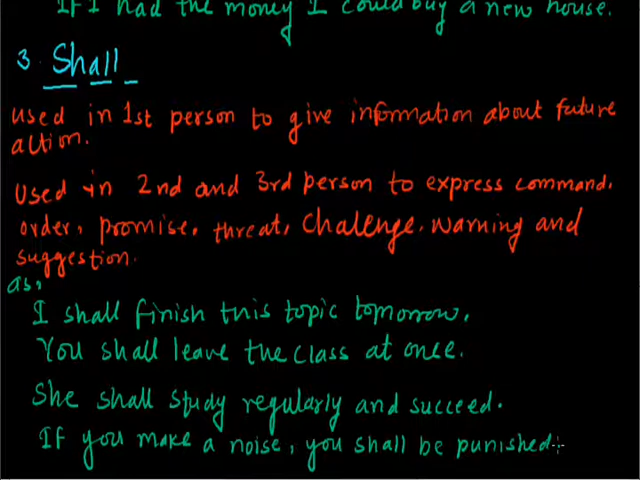 If I had the money I could buy a new house.
3. Shall
used in 1st person to give information about future
action.
Used in 2nd and 3rd person to express command,
order, promise, threat, chalenge, warning and
suggestion.
as,
I shall finish this topic tomorrow.
You shall leave the class at once.
She shall study regularly and succeed.
If you make a noise, you shall be punished.